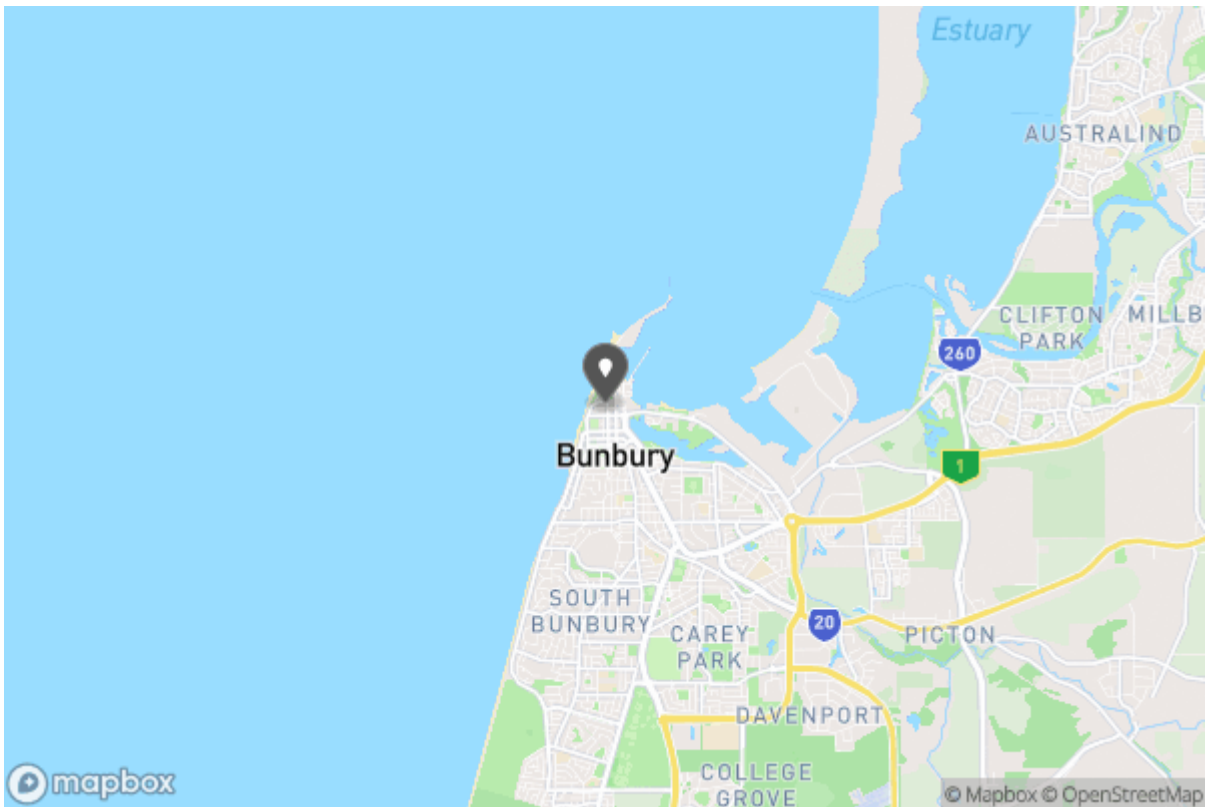 Estuary
AUSTRALIND
CLIFTON
PARK
MILLB
260
Bunbury
1
SOUTH
BUNBURY
CAREY
PARK
20
PICTON
DAVENPORT
COLLEGE
GROVE
mapbox
© Mapbox © OpenStreetMap